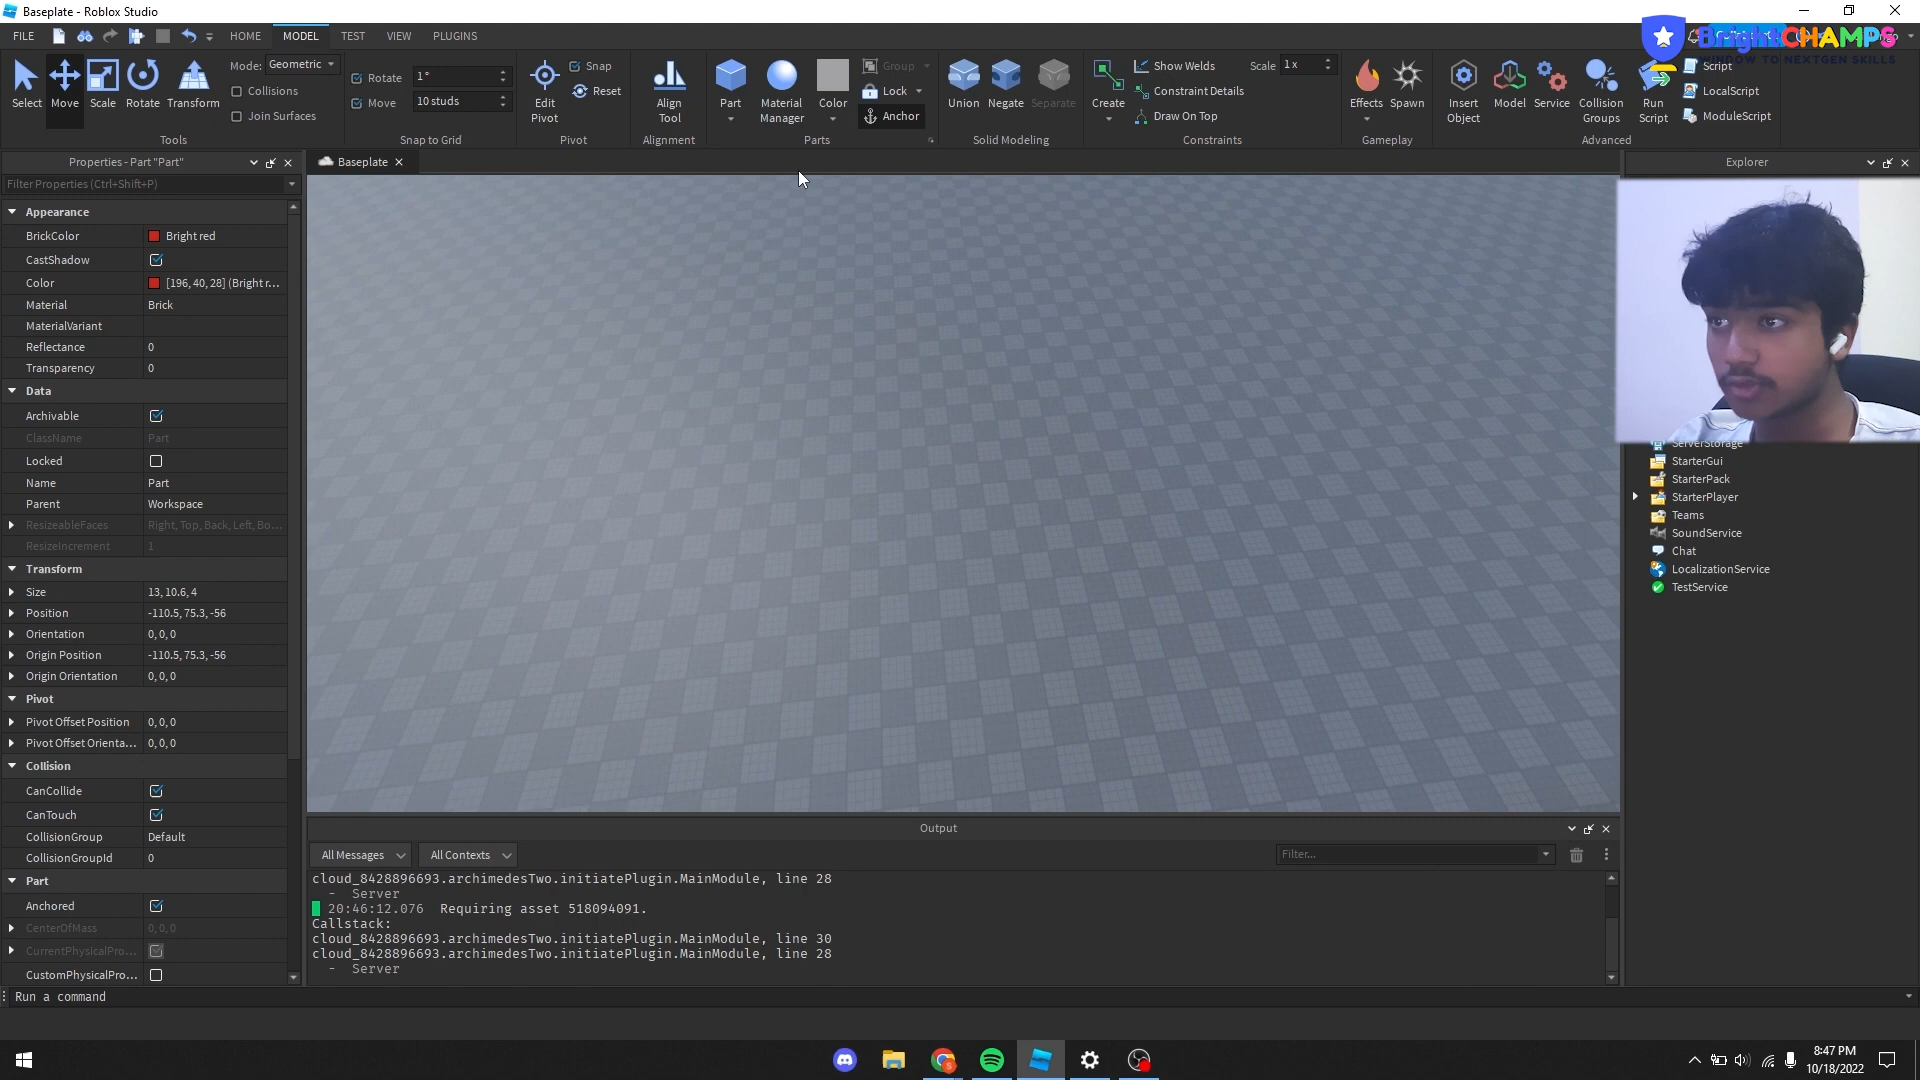 Baseplate - Roblox Studio
FILE HOME MODEL TEST VIEW PLUGINS
BrightCHAMPS
WINDOW TO NEXTGEN SKILLS
Select Move Scale Rotate Transform
Mode: Geometric
Collisions
Join Surfaces
Tools
Rotate 1°
Move 10 studs
Snap to Grid
Edit Pivot
Snap
Reset
Pivot
Align Tool
Alignment
Part Material Manager Color
Group
Lock
Anchor
Parts
Union Negate Separate
Solid Modeling
Create
Show Welds
Constraint Details
Draw On Top
Scale 1 x
Constraints
Effects Spawn
Gameplay
Insert Object Model Service Collision Groups Run Script
Script
LocalScript
ModuleScript
Advanced
Properties - Part "Part"
Baseplate
Explorer
Filter Properties (Ctrl+Shift+P)
Appearance
BrickColor Bright red
CastShadow
Color [196, 40, 28] (Bright r...
Material Brick
MaterialVariant
Reflectance 0
Transparency 0
Data
Archivable
ClassName Part
Locked
Name Part
Parent Workspace
ResizeableFaces Right, Top, Back, Left, Bo...
ResizeIncrement 1
Transform
Size 13, 10.6, 4
Position -110.5, 75.3, -56
Orientation 0, 0, 0
Origin Position -110.5, 75.3, -56
Origin Orientation 0, 0, 0
Pivot
Pivot Offset Position 0, 0, 0
Pivot Offset Orienta... 0, 0, 0
Collision
CanCollide
CanTouch
CollisionGroup Default
CollisionGroupId 0
Part
Anchored
CenterOfMass 0, 0, 0
CurrentPhysicalPro...
CustomPhysicalPro...
ServerStorage
StarterGui
StarterPack
StarterPlayer
Teams
SoundService
Chat
LocalizationService
TestService
Output
All Messages All Contexts Filter...
cloud_8428896693.archimedesTwo.initiatePlugin.MainModule, line 28
- Server
20:46:12.076 Requiring asset 518094091.
Callstack:
cloud_8428896693.archimedesTwo.initiatePlugin.MainModule, line 30
cloud_8428896693.archimedesTwo.initiatePlugin.MainModule, line 28
- Server
Run a command
8:47 PM
10/18/2022